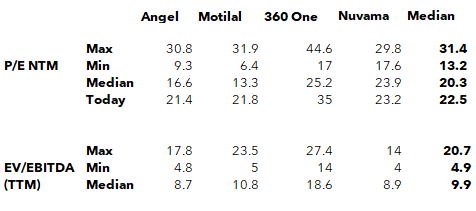 Angel Motilal 360 One Nuvama Median
Max 30.8 31.9 44.6 29.8 31.4
P/E NTM Min 9.3 6.4 17 17.6 13.2
Median 16.6 13.3 25.2 23.9 20.3
Today 21.4 21.8 35 23.2 22.5
Max 17.8 23.5 27.4 14 20.7
EV/EBITDA Min 4.8 5 14 4 4.9
(TTM) Median 8.7 10.8 18.6 8.9 9.9